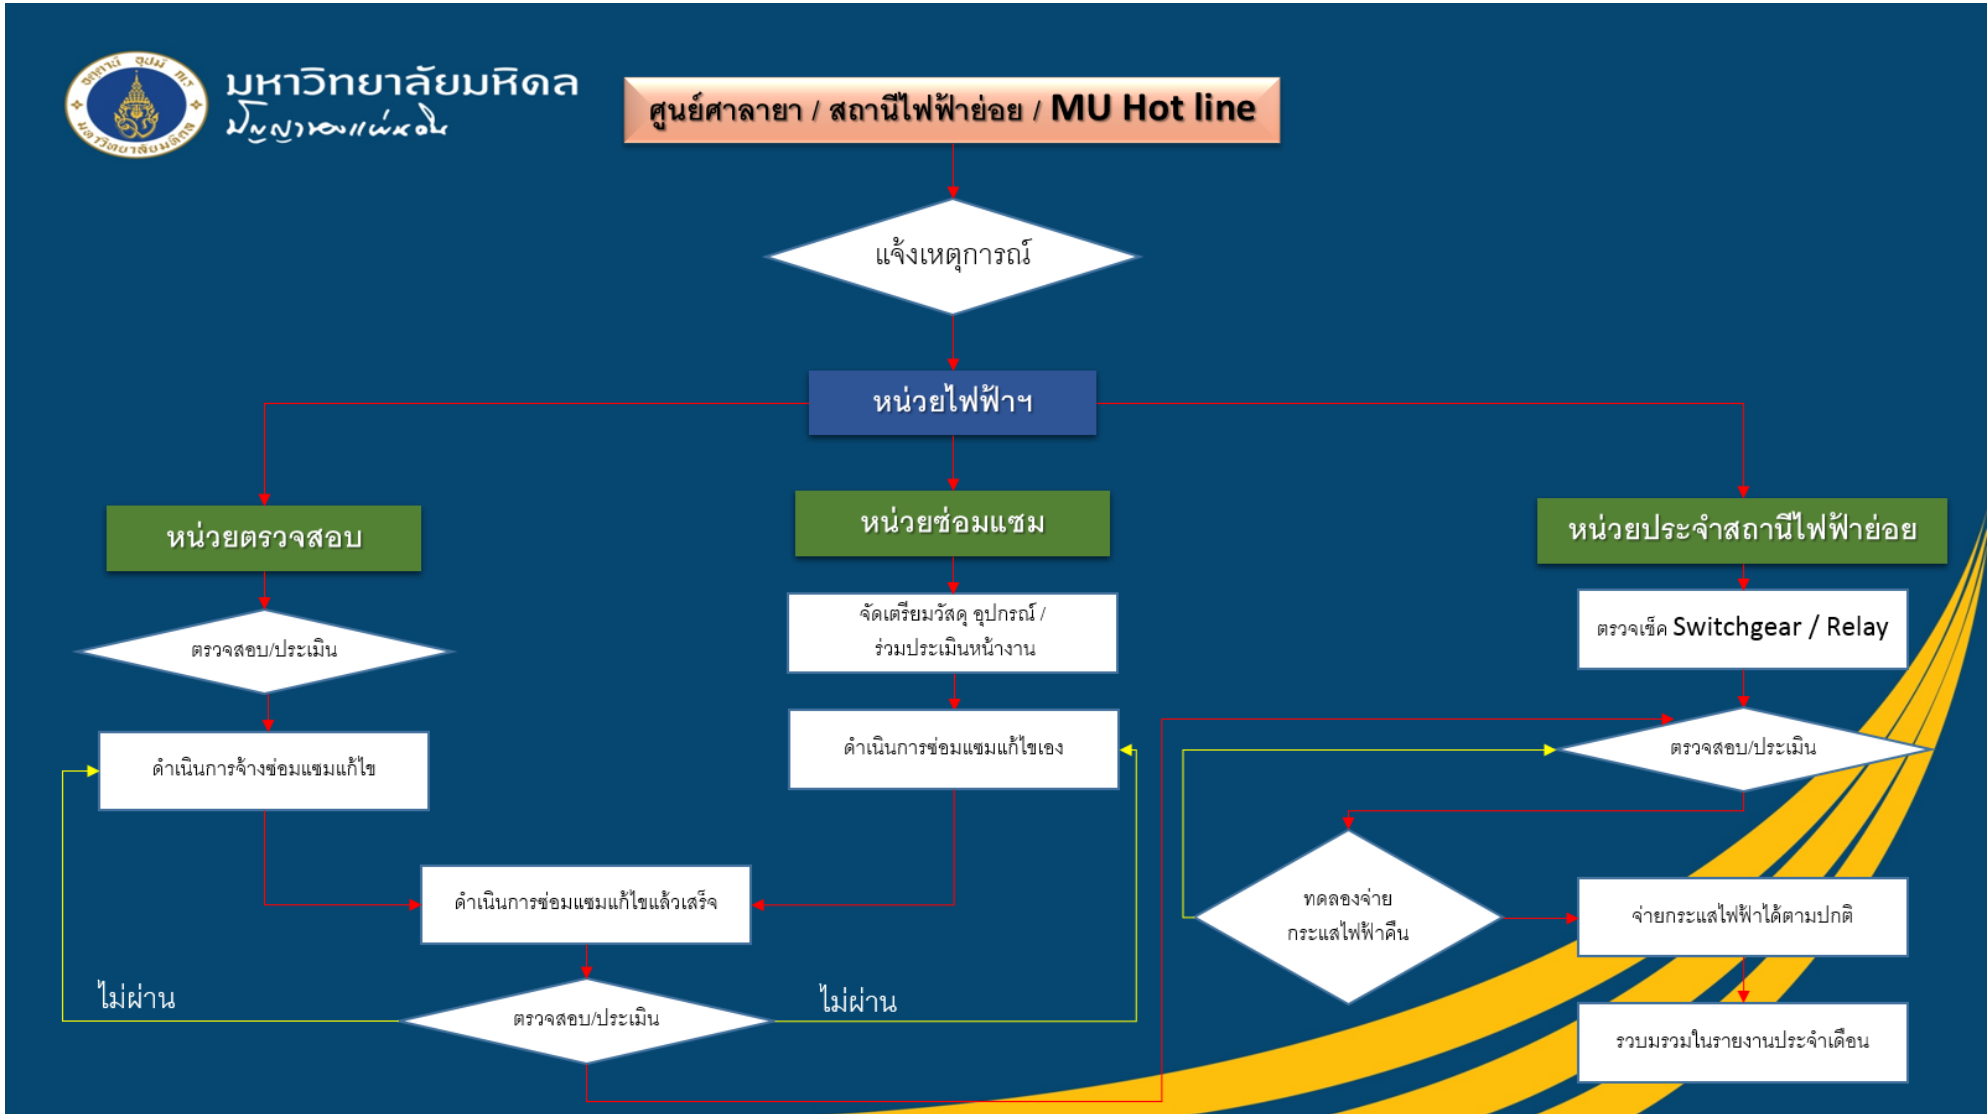 มหาวิทยาลัยมหิดล
ปัญญาของแผ่นดิน
ศูนย์ศาลายา / สถานีไฟฟ้าย่อย / MU Hot line
แจ้งเหตุการณ์
หน่วยไฟฟ้าฯ
หน่วยตรวจสอบ
หน่วยซ่อมแซม
หน่วยประจำสถานีไฟฟ้าย่อย
ตรวจสอบ/ประเมิน
จัดเตรียมวัสดุ อุปกรณ์ /
ร่วมประเมินหน้างาน
ตรวจเช็ค Switchgear / Relay
ดำเนินการจ้างซ่อมแซมแก้ไข
ดำเนินการซ่อมแซมแก้ไขเอง
ตรวจสอบ/ประเมิน
ดำเนินการซ่อมแซมแก้ไขแล้วเสร็จ
ทดลองจ่าย
กระแสไฟฟ้าคืน
จ่ายกระแสไฟฟ้าได้ตามปกติ
ไม่ผ่าน
ตรวจสอบ/ประเมิน
ไม่ผ่าน
รวบมรวมในรายงานประจำเดือน